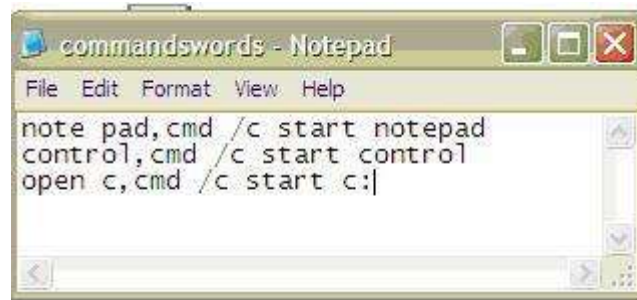 commandswords - Notepad
File Edit Format View Help
note pad,cmd /c start notepad
control,cmd /c start control
open c,cmd /c start c: